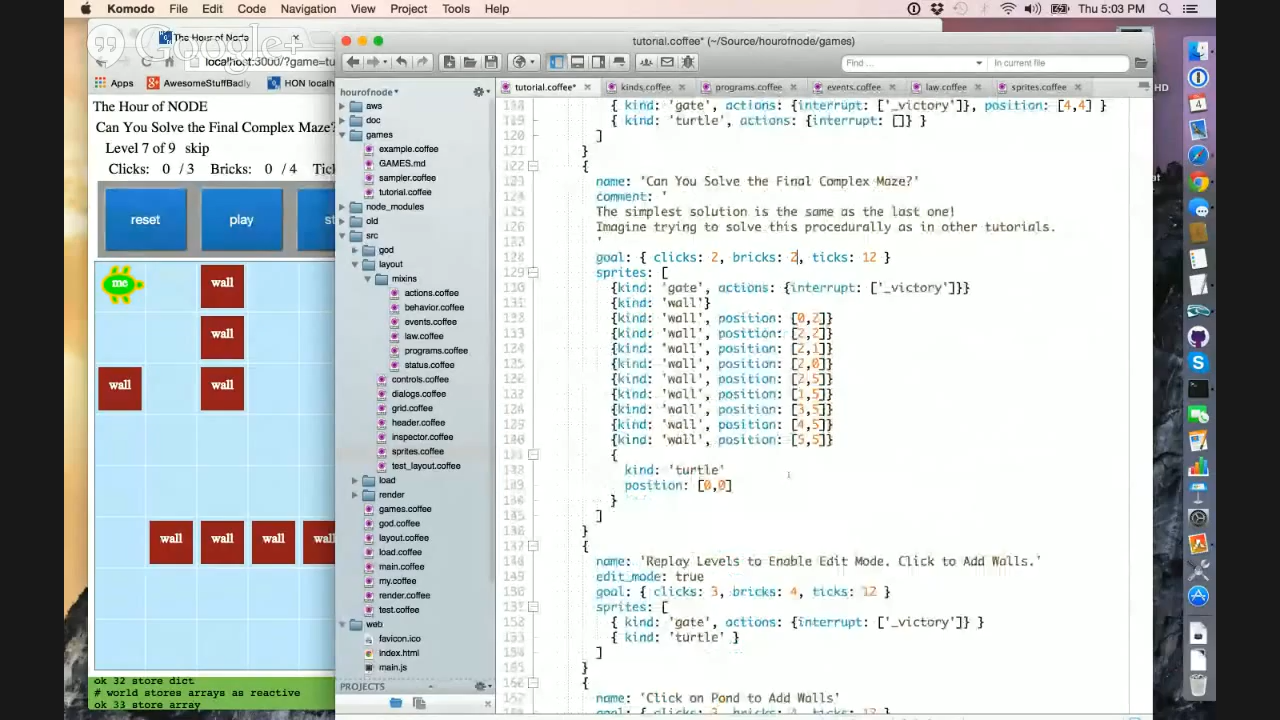 Komodo File Edit Code Navigation View Project Tools Help
Thu 5:03 PM
Google+
The Hour of Node
localhost:3000/?game=tu
Apps AwesomeStuffBadly HON localh
The Hour of NODE
Can You Solve the Final Complex Maze?
Level 7 of 9 skip
Clicks: 0 / 3 Bricks: 0 / 4 Tick
reset play st
me wall
wall
wall wall
wall wall wall wall
ok 32 store dict
# world stores arrays as reactive
ok 33 store array
tutorial.coffee* (~/Source/hourofnode/games)
Find ... In current file
hourofnode*
aws
doc
games
example.coffee
GAMES.md
sampler.coffee
tutorial.coffee
node_modules
old
src
god
layout
mixins
actions.coffee
behavior.coffee
events.coffee
law.coffee
programs.coffee
status.coffee
controls.coffee
dialogs.coffee
grid.coffee
header.coffee
inspector.coffee
sprites.coffee
test_layout.coffee
load
render
games.coffee
god.coffee
layout.coffee
load.coffee
main.coffee
my.coffee
render.coffee
test.coffee
web
favicon.ico
index.html
main.js
PROJECTS
tutorial.coffee* kinds.coffee programs.coffee events.coffee law.coffee sprites.coffee
HD
{ kind: 'gate', actions: {interrupt: ['_victory']}, position: [4,4] }
{ kind: 'turtle', actions: {interrupt: []} }
]
}
{
name: 'Can You Solve the Final Complex Maze?'
comment: '
The simplest solution is the same as the last one!
Imagine trying to solve this procedurally as in other tutorials.
'
goal: { clicks: 2, bricks: 2, ticks: 12 }
sprites: [
{kind: 'gate', actions: {interrupt: ['_victory']}}
{kind: 'wall'}
{kind: 'wall', position: [0,2]}
{kind: 'wall', position: [2,2]}
{kind: 'wall', position: [2,1]}
{kind: 'wall', position: [2,0]}
{kind: 'wall', position: [2,5]}
{kind: 'wall', position: [1,5]}
{kind: 'wall', position: [3,5]}
{kind: 'wall', position: [4,5]}
{kind: 'wall', position: [5,5]}
{
kind: 'turtle'
position: [0,0]
}
]
}
{
name: 'Replay Levels to Enable Edit Mode. Click to Add Walls.'
edit_mode: true
goal: { clicks: 3, bricks: 4, ticks: 12 }
sprites: [
{ kind: 'gate', actions: {interrupt: ['_victory']} }
{ kind: 'turtle' }
]
}
{
name: 'Click on Pond to Add Walls'